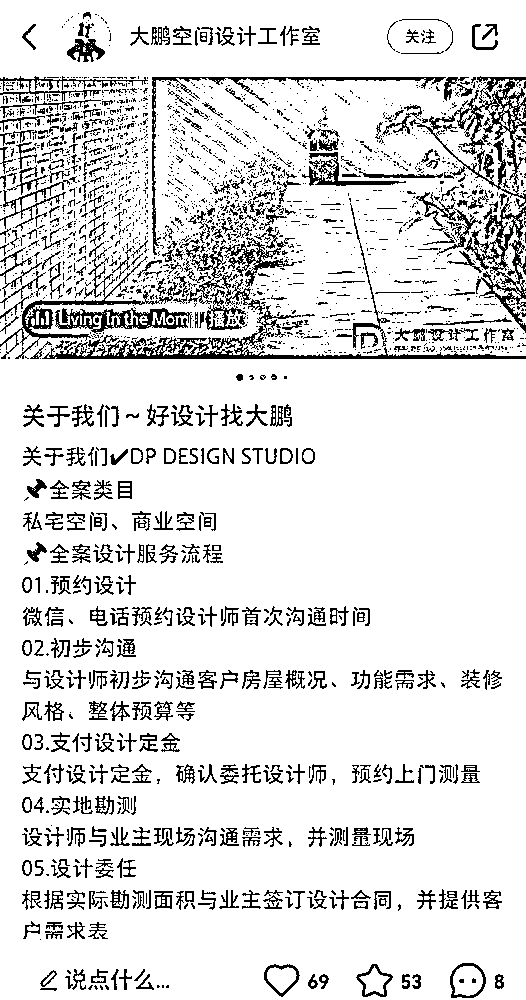 大鹏空间设计工作室
关注
Living In the Mom
播放
大鹏设计工作室
关于我们~好设计找大鹏
关于我们✔DP DESIGN STUDIO
📌全案类目
私宅空间、商业空间
📌全案设计服务流程
01.预约设计
微信、电话预约设计师首次沟通时间
02.初步沟通
与设计师初步沟通客户房屋概况、功能需求、装修
风格、整体预算等
03.支付设计定金
支付设计定金，确认委托设计师，预约上门测量
04.实地勘测
设计师与业主现场沟通需求，并测量现场
05.设计委任
根据实际勘测面积与业主签订设计合同，并提供客
户需求表
说点什么...
69
53
8